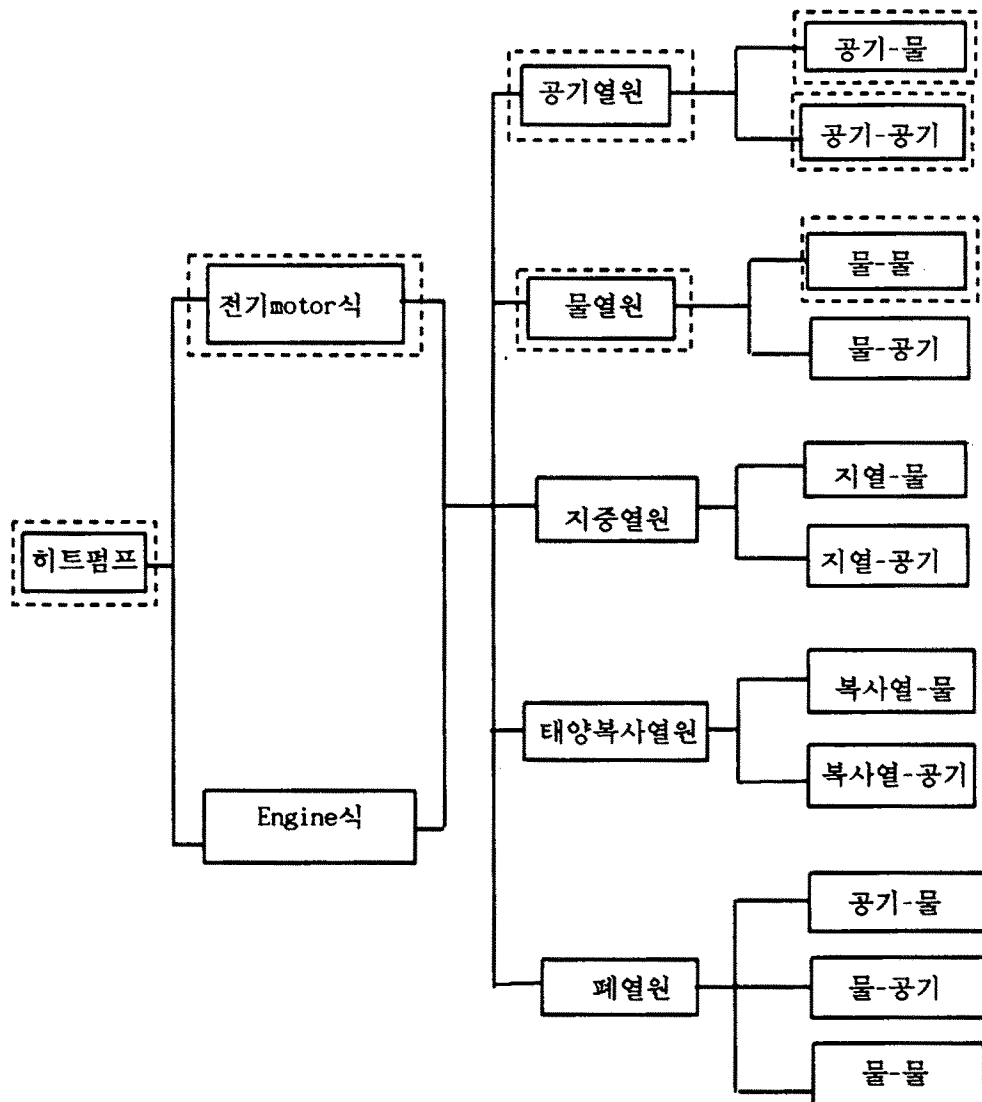 히트펌프
전기motor식
Engine식
공기열원
공기-물
공기-공기
물열원
물-물
물-공기
지중열원
지열-물
지열-공기
태양복사열원
복사열-물
복사열-공기
폐열원
공기-물
물-공기
물-물